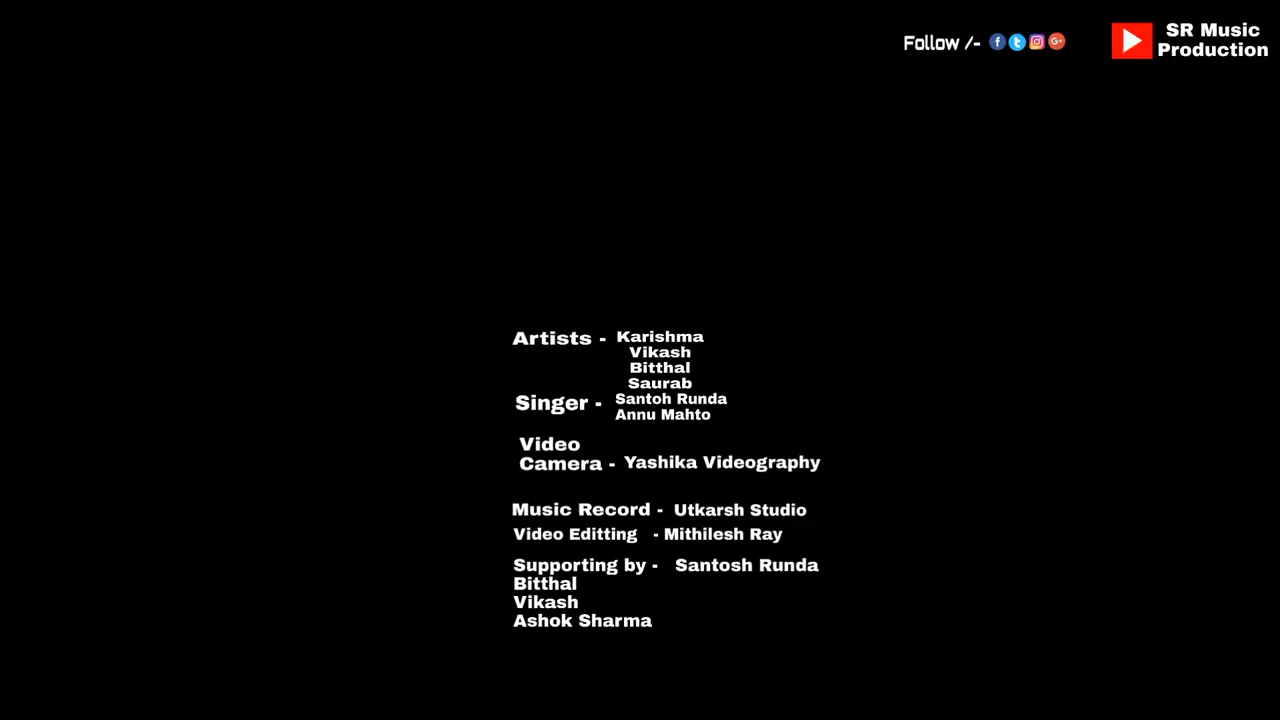 Follow /-
SR Music
Production
Artists - Karishma
Vikash
Bitthal
Saurab
Singer - Santoh Runda
Annu Mahto
Video
Camera - Yashika Videography
Music Record - Utkarsh Studio
Video Editting - Mithilesh Ray
Supporting by - Santosh Runda
Bitthal
Vikash
Ashok Sharma